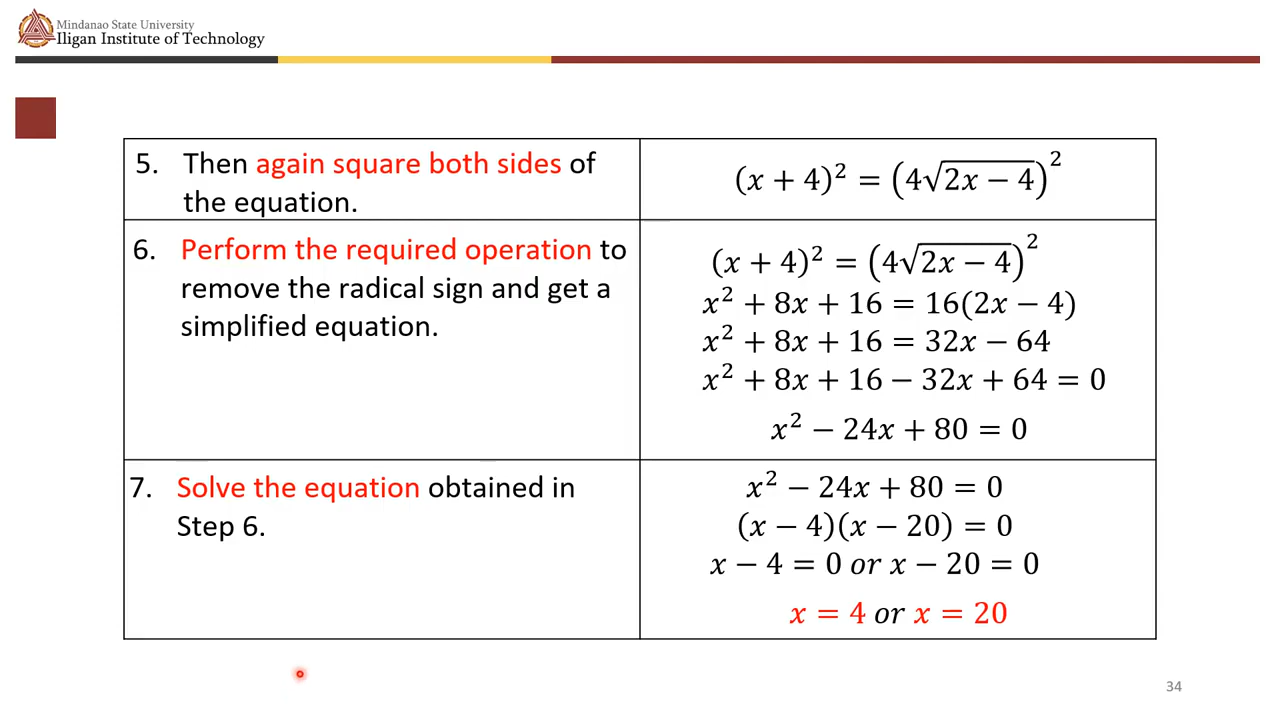 Mindanao State University
Iligan Institute of Technology
5. Then again square both sides of
the equation.
(x + 4)² = (4√(2x − 4))²
6. Perform the required operation to
remove the radical sign and get a
simplified equation.
(x + 4)² = (4√(2x − 4))²
x² + 8x + 16 = 16(2x − 4)
x² + 8x + 16 = 32x − 64
x² + 8x + 16 − 32x + 64 = 0
x² − 24x + 80 = 0
7. Solve the equation obtained in
Step 6.
x² − 24x + 80 = 0
(x − 4)(x − 20) = 0
x − 4 = 0 or x − 20 = 0
x = 4 or x = 20
34